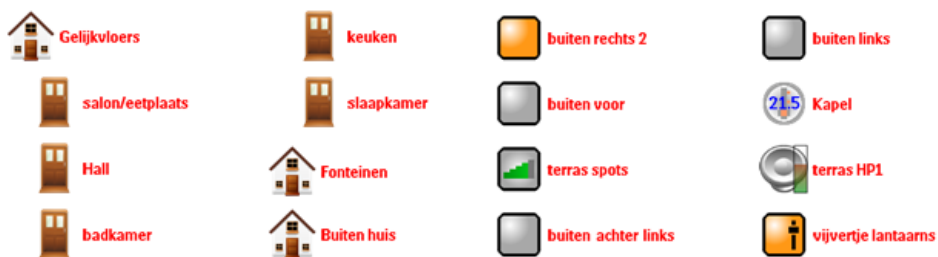 Gelijkvloers
salon/eetplaats
Hall
badkamer
keuken
slaapkamer
Fonteinen
Buiten huis
buiten rechts 2
buiten voor
terras spots
buiten achter links
buiten links
21.5 Kapel
terras HP1
vijvertje lantaarns